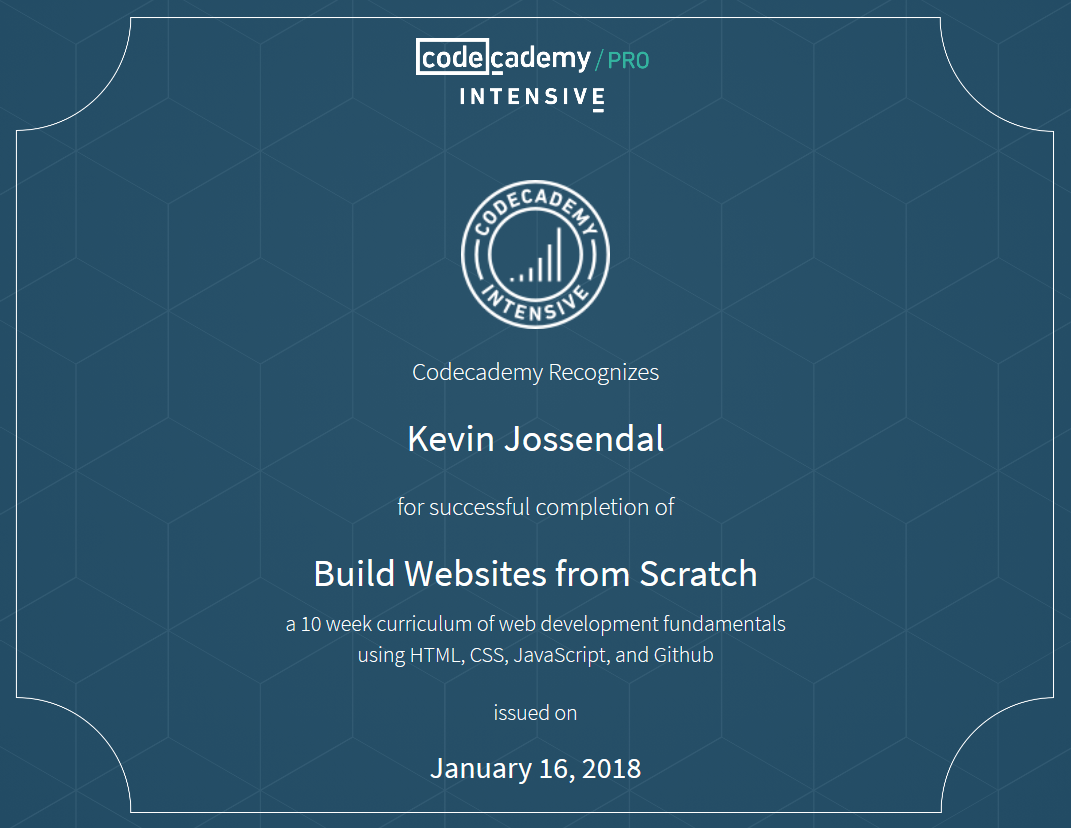 codecademy/PRO
INTENSIVE
CODECADEMY
INTENSIVE
Codecademy Recognizes
Kevin Jossendal
for successful completion of
Build Websites from Scratch
a 10 week curriculum of web development fundamentals
using HTML, CSS, JavaScript, and Github
issued on
January 16, 2018